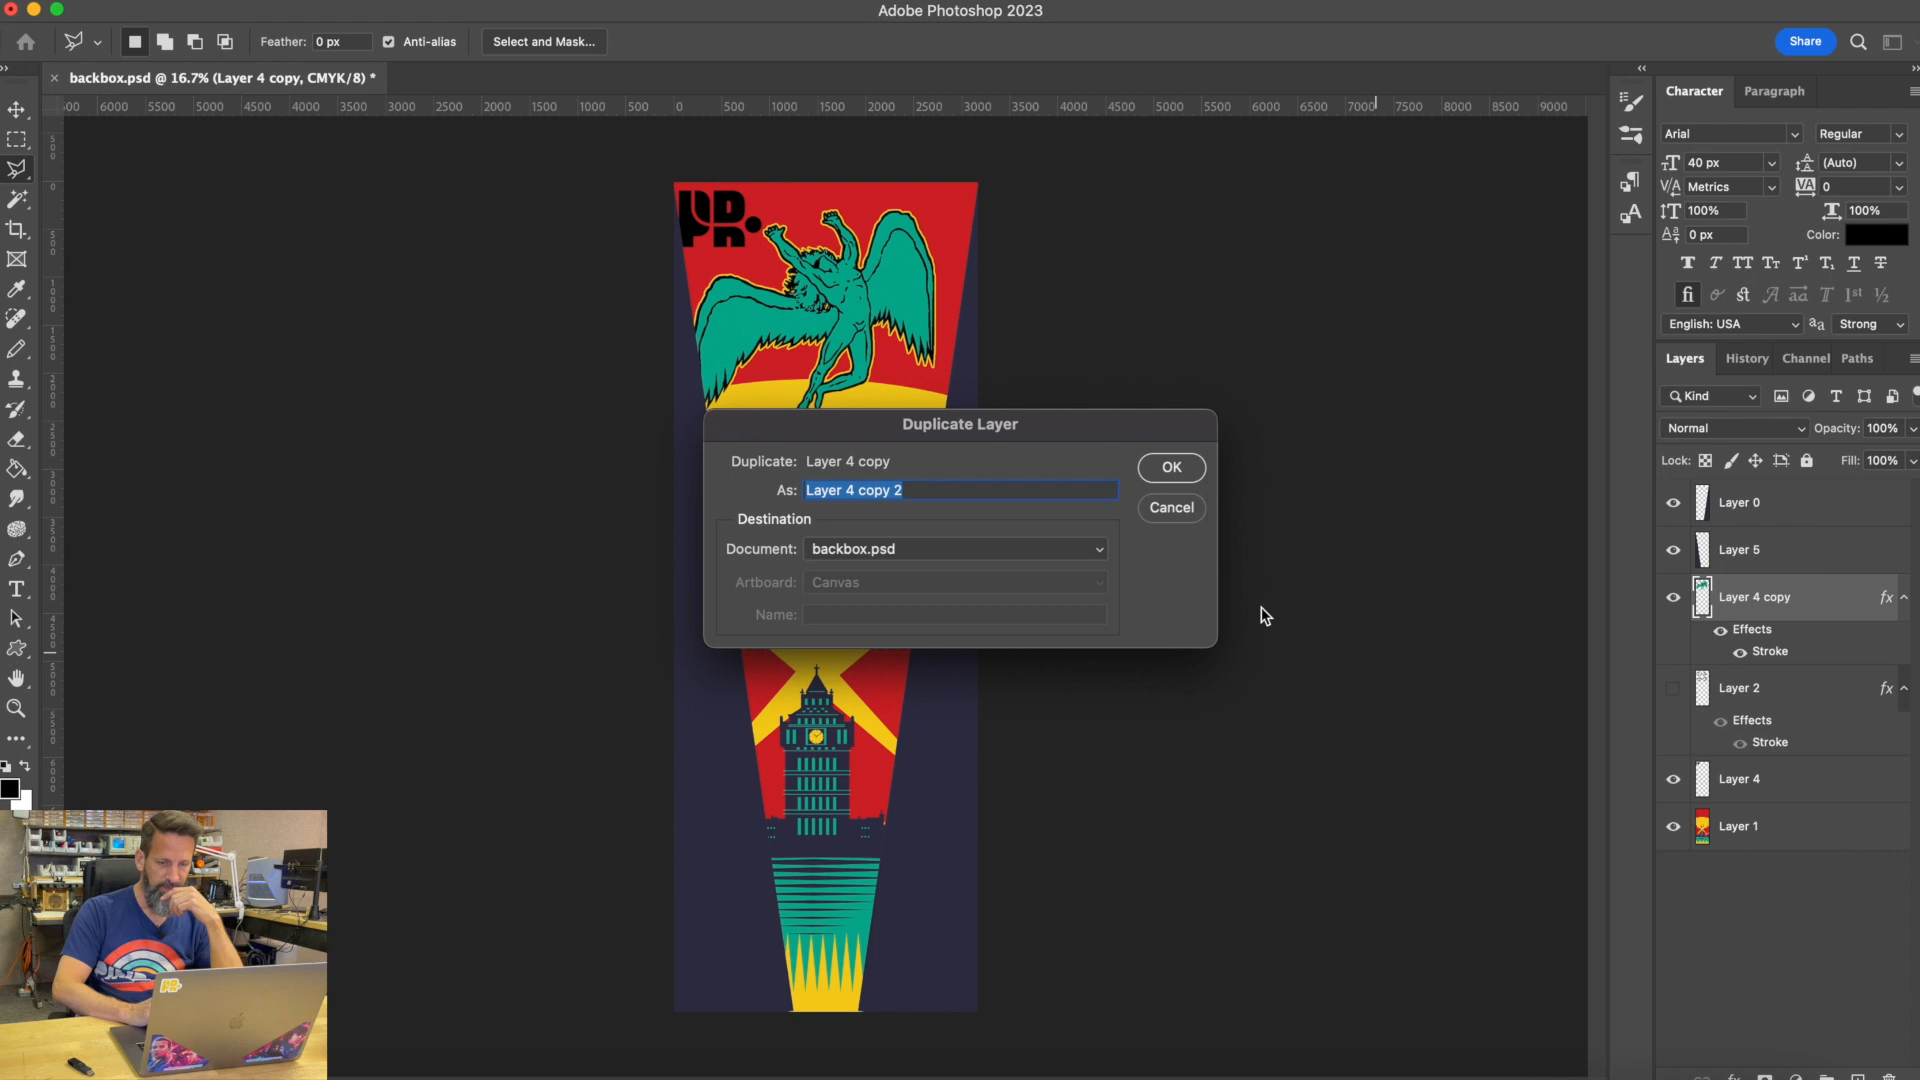 Adobe Photoshop 2023
Feather: 0 px Anti-alias Select and Mask... Share
backbox.psd @ 16.7% (Layer 4 copy, CMYK/8) *
500 6000 5500 5000 4500 4000 3500 3000 2500 2000 1500 1000 500 0 500 1000 1500 2000 2500 3000 3500 4000 4500 5000 5500 6000 6500 7000 7500 8000 8500 9000
Character Paragraph
Arial Regular
40 px (Auto)
Metrics 0
100% 100%
0 px Color:
English: USA Strong
Layers History Channel Paths
Kind
Normal Opacity: 100%
Lock: Fill: 100%
Layer 0
Layer 5
Layer 4 copy fx
Effects
Stroke
Layer 2 fx
Effects
Stroke
Layer 4
Layer 1
Duplicate Layer
Duplicate: Layer 4 copy
As: Layer 4 copy 2
OK
Cancel
Destination
Document: backbox.psd
Artboard: Canvas
Name: